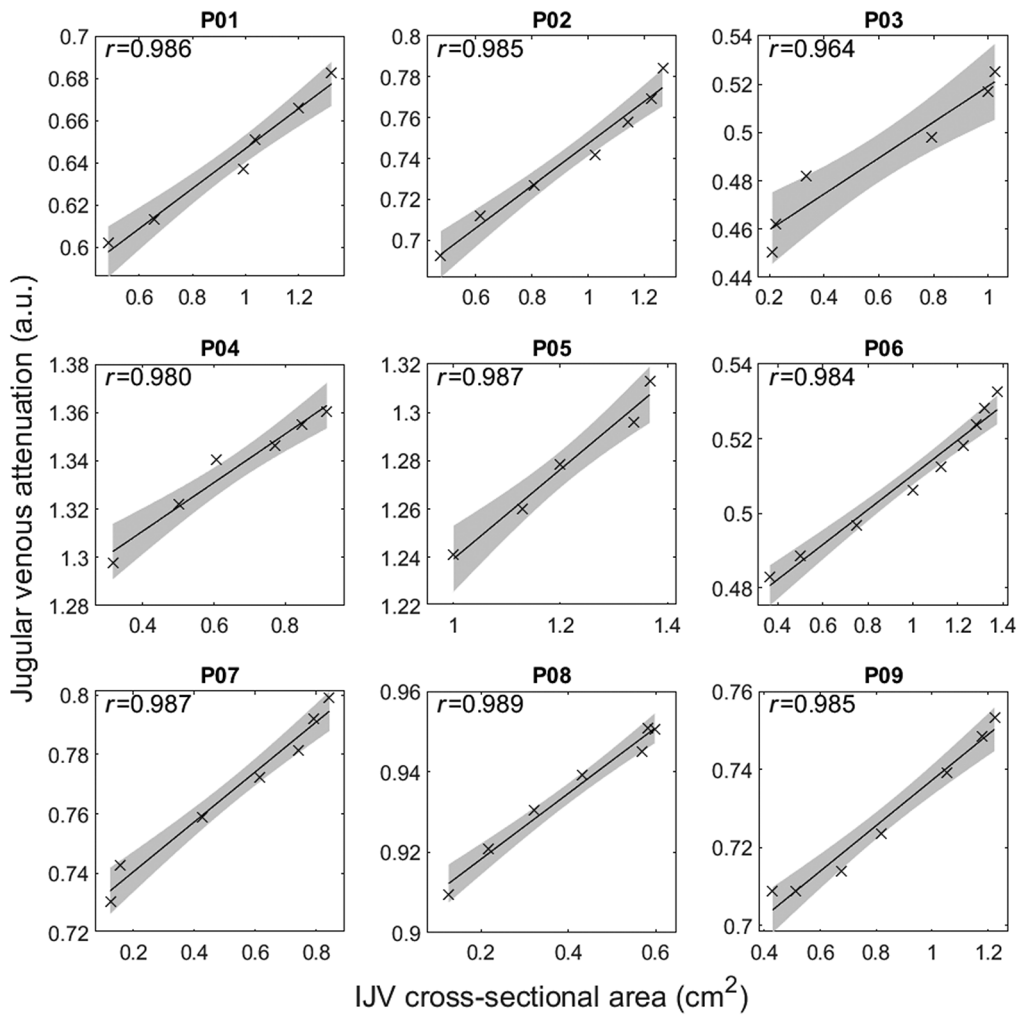 P01
P02
P03
r=0.986
r=0.985
r=0.964
0.7
0.68
0.66
0.64
0.62
0.6
0.6 0.8 1 1.2
0.8
0.78
0.76
0.74
0.72
0.7
0.6 0.8 1 1.2
0.54
0.52
0.5
0.48
0.46
0.44
0.2 0.4 0.6 0.8 1
P04
P05
P06
r=0.980
r=0.987
r=0.984
1.38
1.36
1.34
1.32
1.3
1.28
0.4 0.6 0.8
1.32
1.3
1.28
1.26
1.24
1.22
1 1.2 1.4
0.54
0.52
0.5
0.48
0.4 0.6 0.8 1 1.2 1.4
P07
P08
P09
r=0.987
r=0.989
r=0.985
0.8
0.78
0.76
0.74
0.72
0.2 0.4 0.6 0.8
0.96
0.94
0.92
0.9
0.2 0.4 0.6
0.76
0.74
0.72
0.7
0.4 0.6 0.8 1 1.2
Jugular venous attenuation (a.u.)
IJV cross-sectional area (cm²)